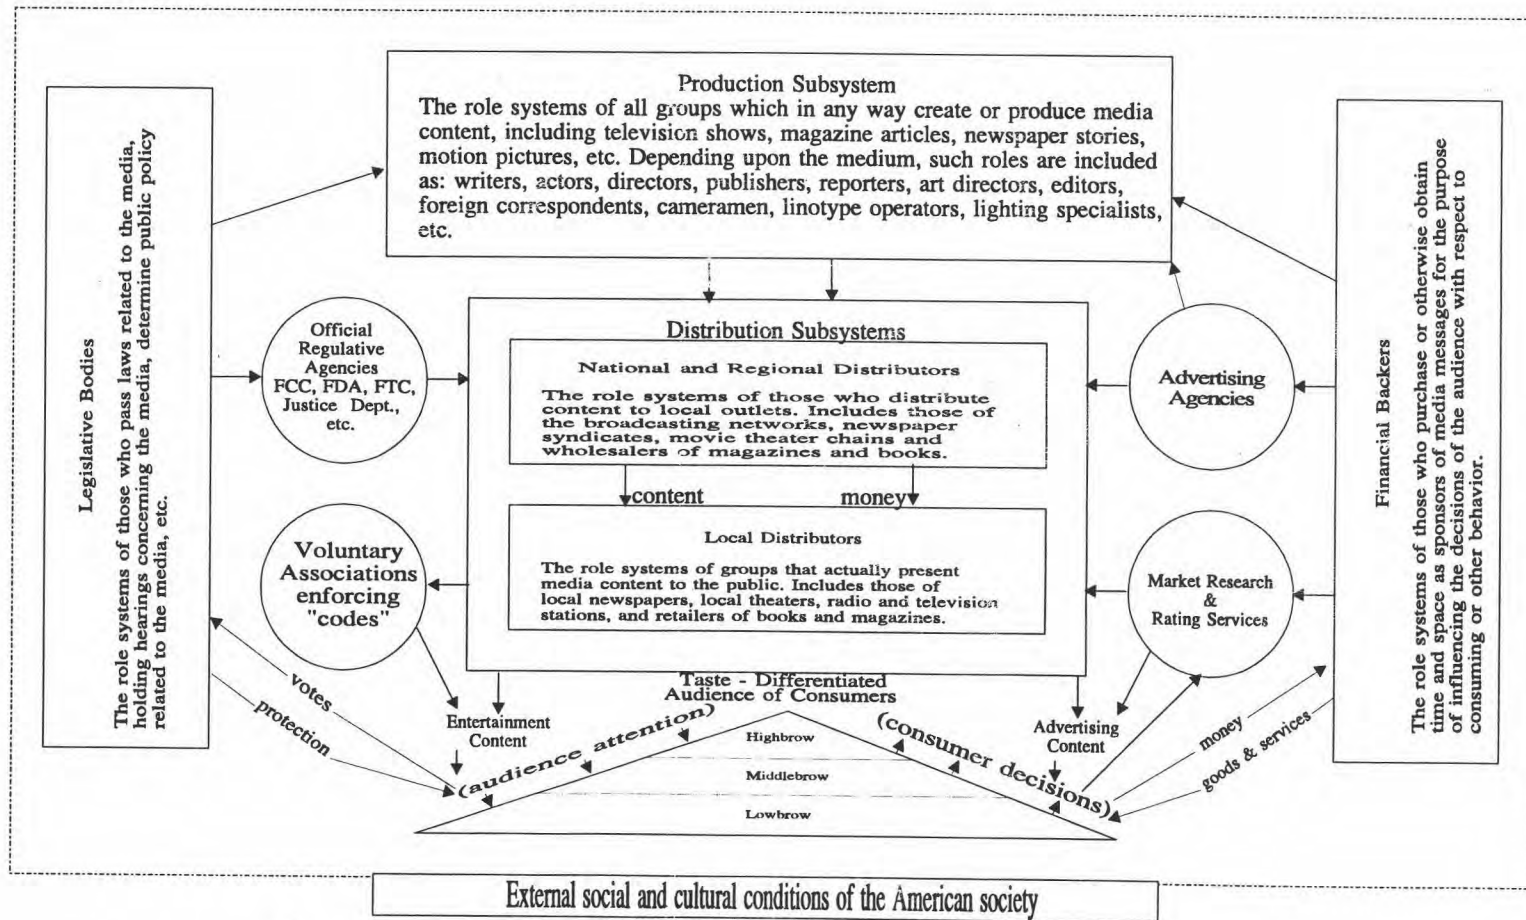 Production Subsystem
The role systems of all groups which in any way create or produce media
content, including television shows, magazine articles, newspaper stories,
motion pictures, etc. Depending upon the medium, such roles are included
as: writers, actors, directors, publishers, reporters, art directors, editors,
foreign correspondents, cameramen, linotype operators, lighting specialists,
etc.
Legislative Bodies
The role systems of those who pass laws related to the media,
holding hearings concerning the media, determine public policy
related to the media, etc.
Official
Regulative
Agencies
FCC, FDA, FTC,
Justice Dept.,
etc.
Voluntary
Associations
enforcing
"codes"
Distribution Subsystems
National and Regional Distributors
The role systems of those who distribute
content to local outlets. Includes those of
the broadcasting networks, newspaper
syndicates, movie theater chains and
wholesalers of magazines and books.
content
money
Local Distributors
The role systems of groups that actually present
media content to the public. Includes those of
local newspapers, local theaters, radio and television
stations, and retailers of books and magazines.
Advertising
Agencies
Market Research
&
Rating Services
Financial Backers
The role systems of those who purchase or otherwise obtain
time and space as sponsors of media messages for the purpose
of influencing the decisions of the audience with respect to
consuming or other behavior.
votes
protection
Entertainment
Content
Taste - Differentiated
Audience of Consumers
(audience attention)
(consumer decisions)
Highbrow
Middlebrow
Lowbrow
Advertising
Content
money
goods & services
External social and cultural conditions of the American society